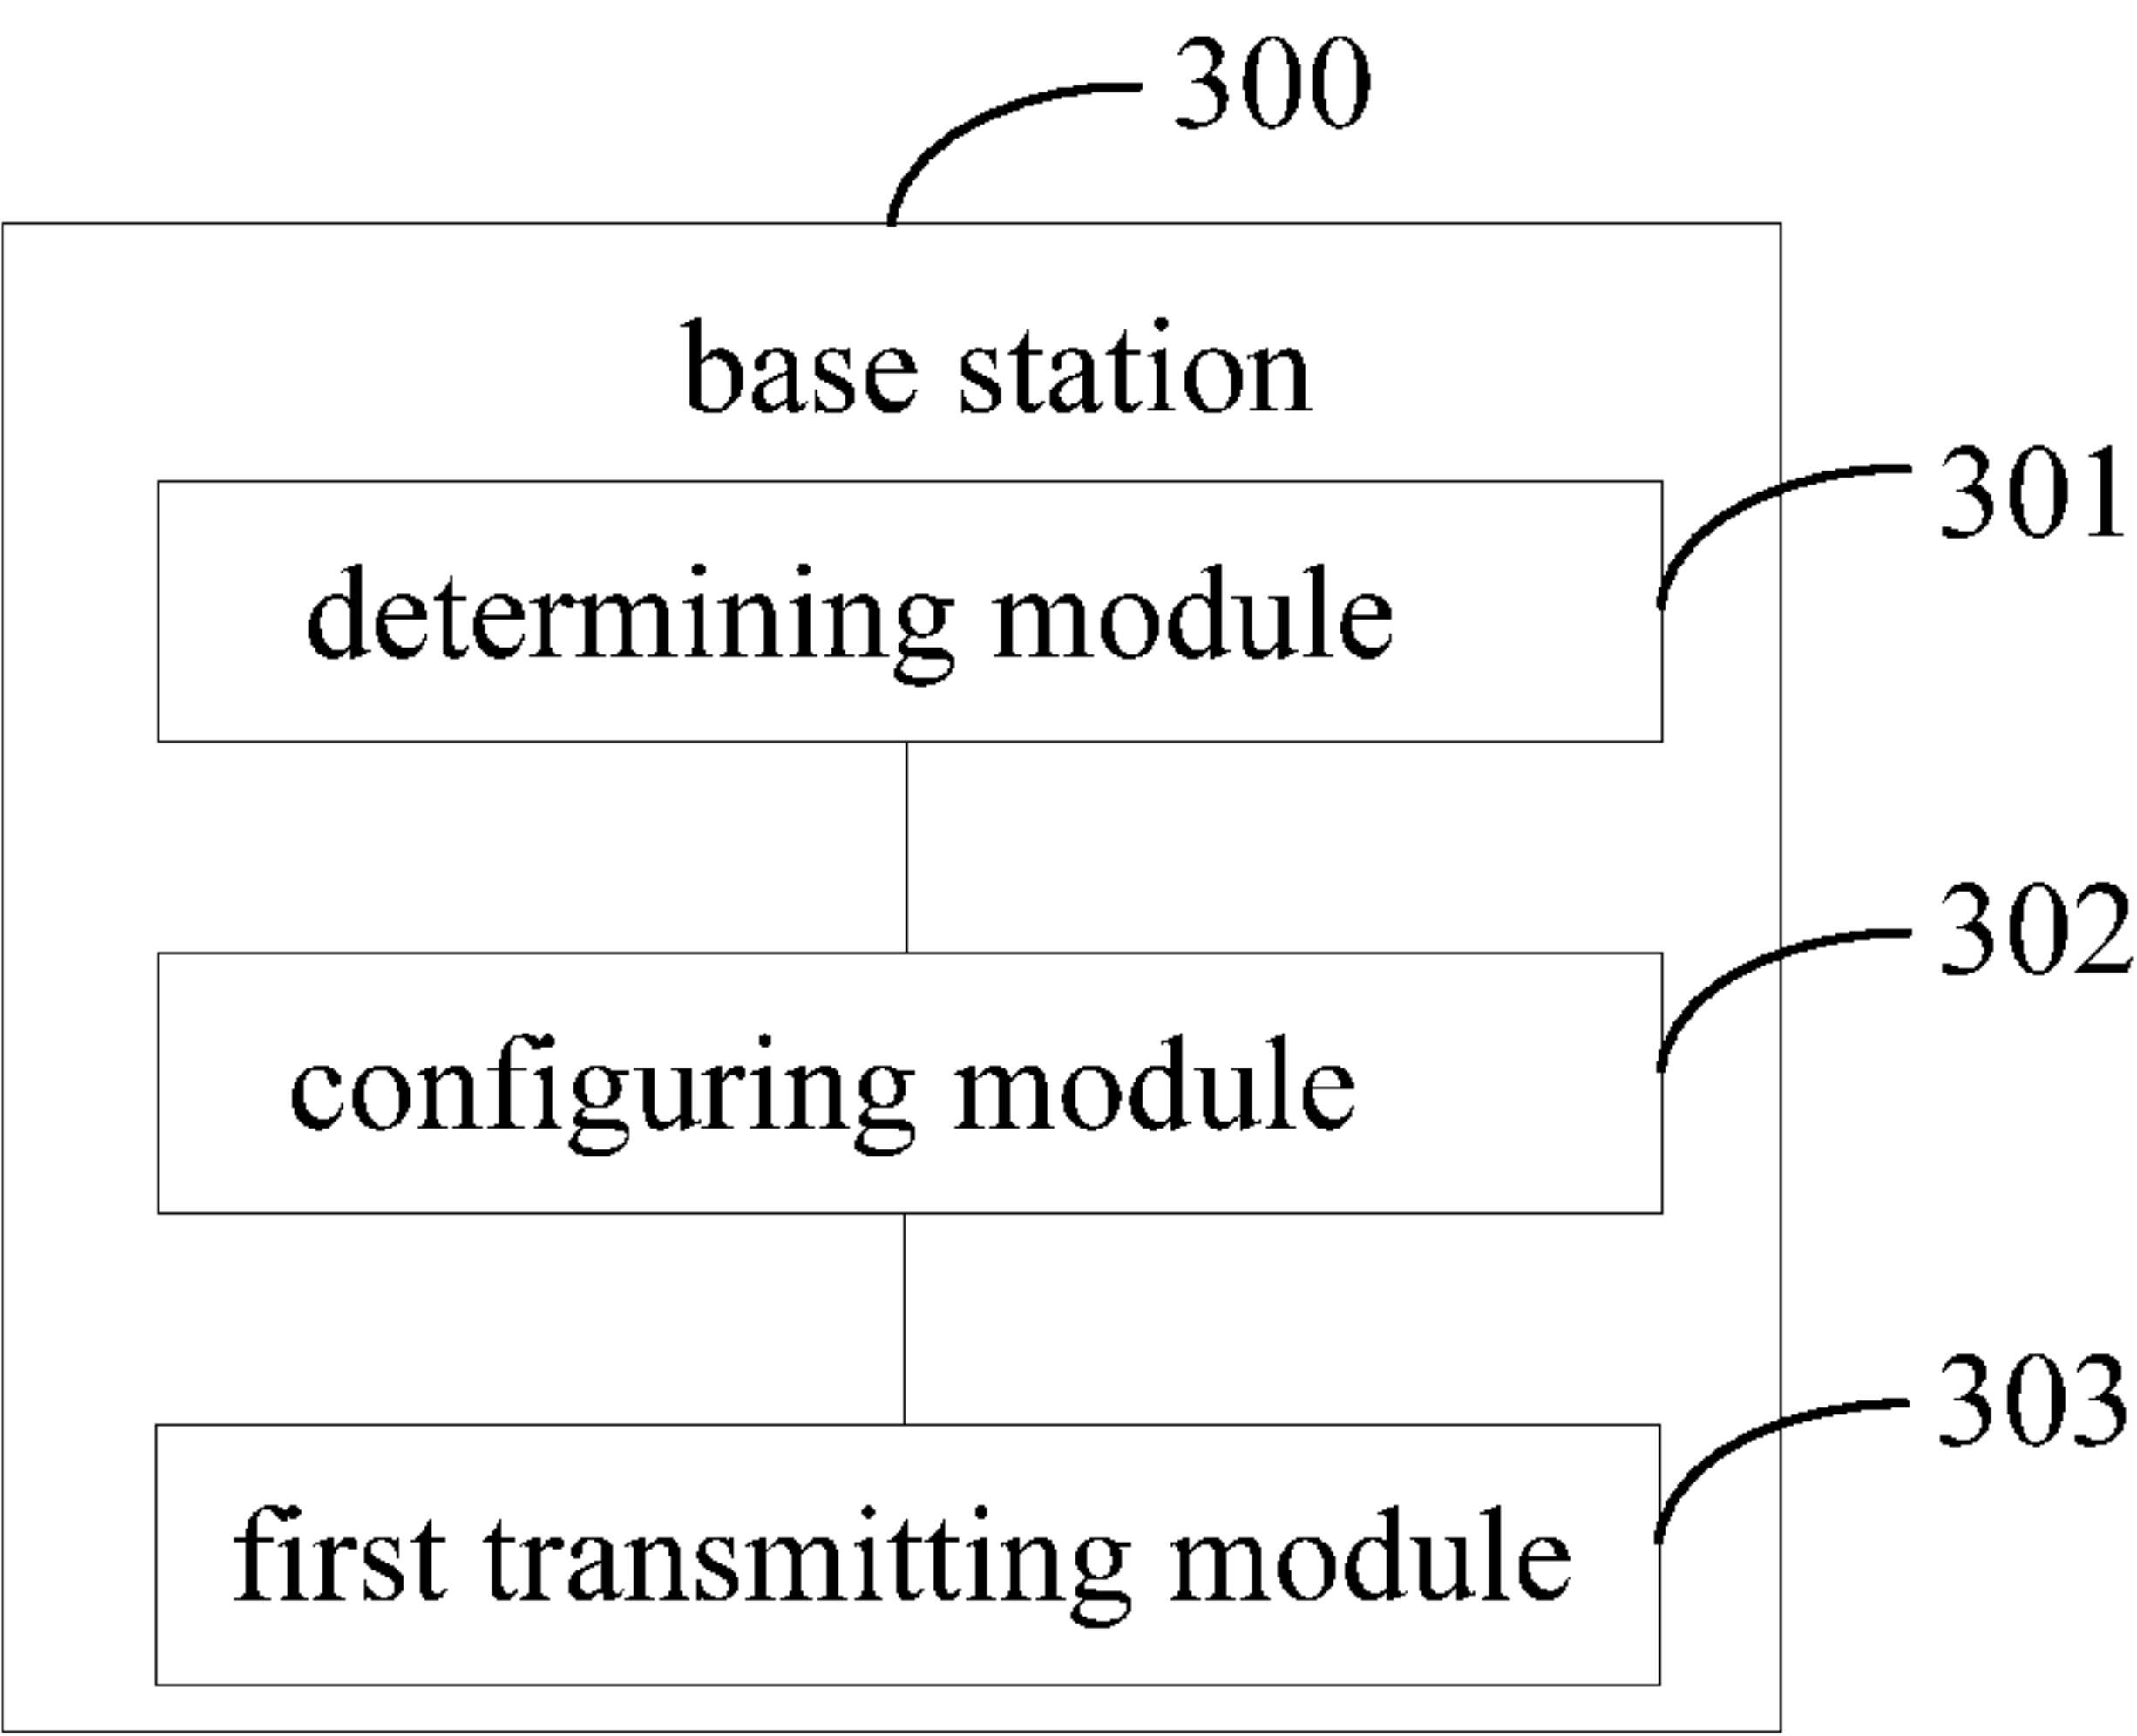 300
base station
301
determining module
302
configuring module
303
first transmitting module